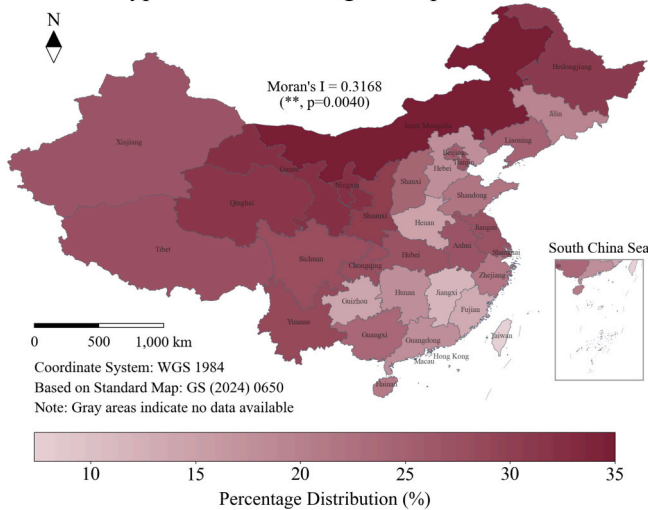 N
Moran's I = 0.3168
(**, p=0.0040)
Heilongjiang
Jilin
Inner Mongolia
Liaoning
Xinjiang
Beijing
Tianjin
Hebei
Gansu
Ningxia
Shanxi
Shandong
Qinghai
Shaanxi
Henan
Jiangsu
Tibet
Sichuan
Hubei
Anhui
Shanghai
South China Sea
Chongqing
Zhejiang
Guizhou
Hunan
Jiangxi
Fujian
Yunnan
Guangxi
Guangdong
Taiwan
Hong Kong
Macau
Hainan
0 500 1,000 km
Coordinate System: WGS 1984
Based on Standard Map: GS (2024) 0650
Note: Gray areas indicate no data available
10 15 20 25 30 35
Percentage Distribution (%)